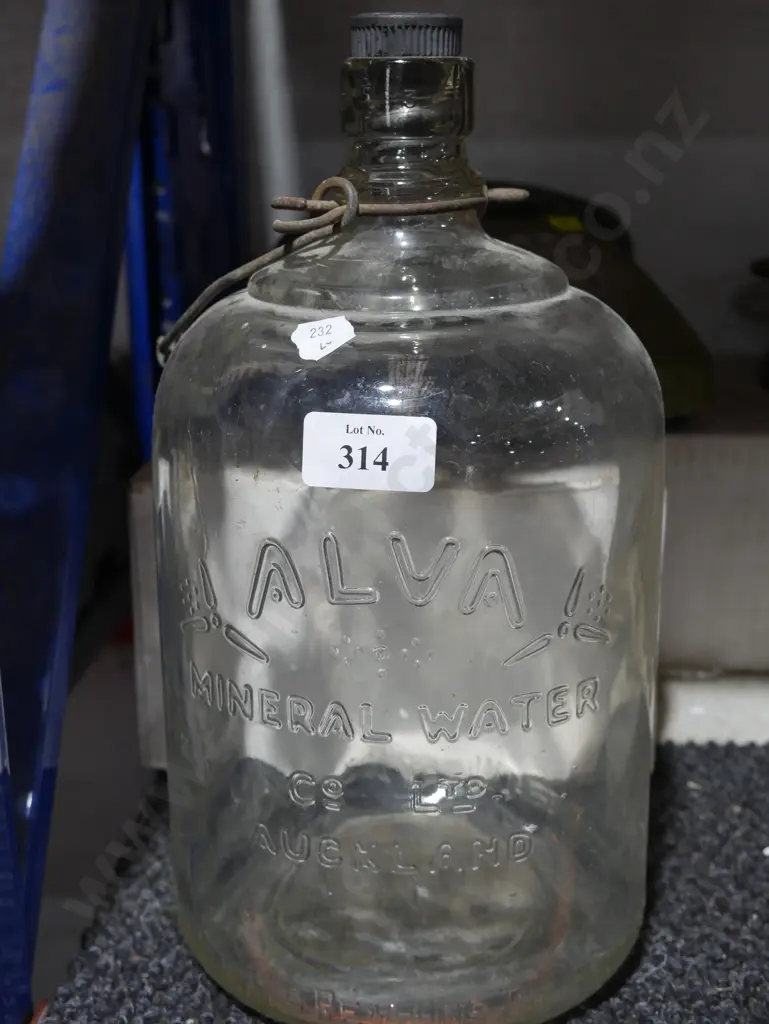 232
Lot No.
314
ALVA
MINERAL WATER
Co LTD.
AUCKLAND